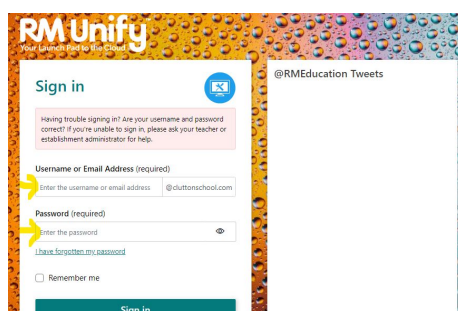 RM Unify
Your Launch Pad to the Cloud
@RMEducation Tweets
Sign in
Having trouble signing in? Are your username and password
correct? If you're unable to sign in, please ask your teacher or
establishment administrator for help.
Username or Email Address (required)
Enter the username or email address @cluttonschool.com
Password (required)
Enter the password
I have forgotten my password
Remember me
Sign in